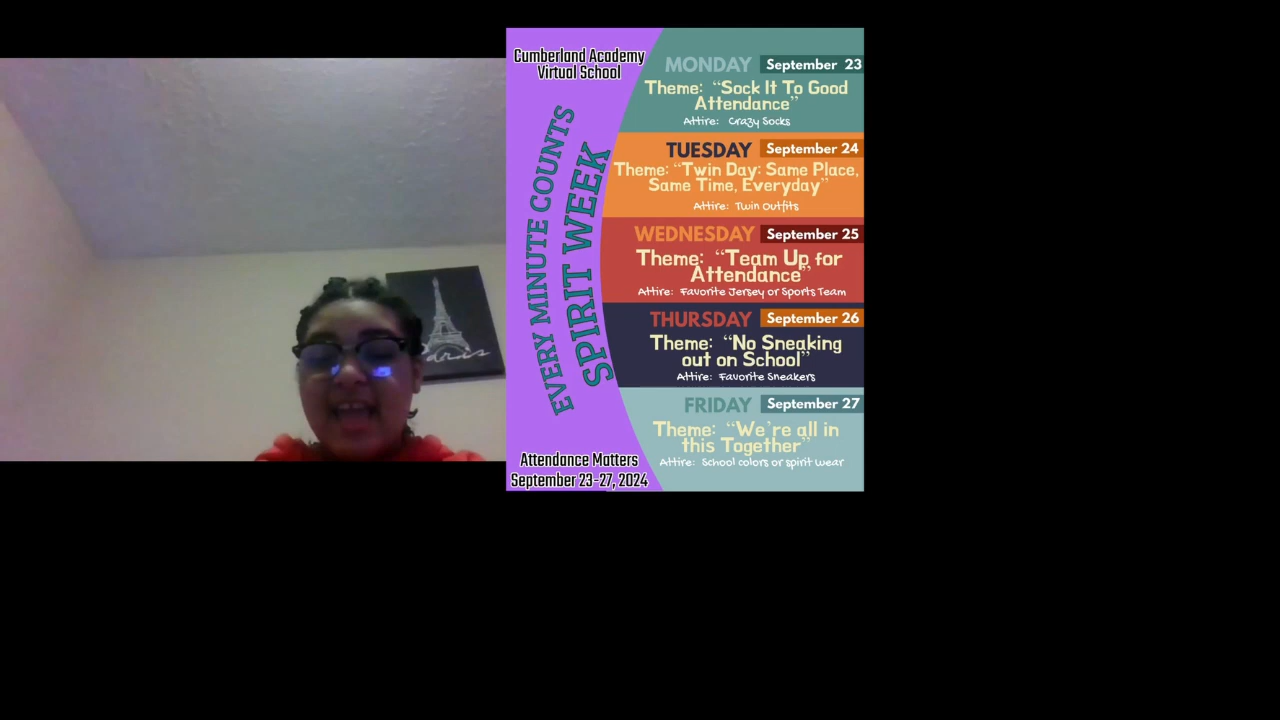 Cumberland Academy
Virtual School
EVERY MINUTE COUNTS
SPIRIT WEEK
Attendance Matters
September 23-27, 2024
MONDAY September 23
Theme: “Sock It To Good
Attendance”
Attire: Crazy Socks
TUESDAY September 24
Theme: “Twin Day: Same Place,
Same Time, Everyday”
Attire: Twin Outfits
WEDNESDAY September 25
Theme: “Team Up for
Attendance”
Attire: Favorite Jersey or Sports Team
THURSDAY September 26
Theme: “No Sneaking
out on School”
Attire: Favorite Sneakers
FRIDAY September 27
Theme: “We’re all in
this Together”
Attire: School colors or spirit wear
Paris